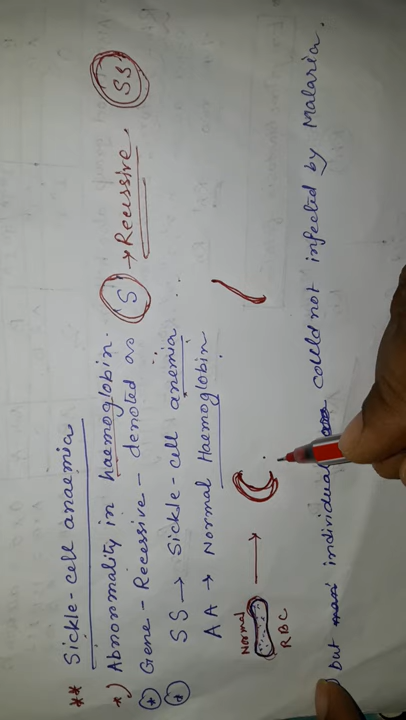 ** Sickle-cell anaemia
*) Abnormality in haemoglobin.
* Gene - Recessive - denoted as S → Recussive. SS
* SS → Sickle-cell anemia
AA → Normal Haemoglobin
Normal
RBC
but individual could not infected by Malaria.